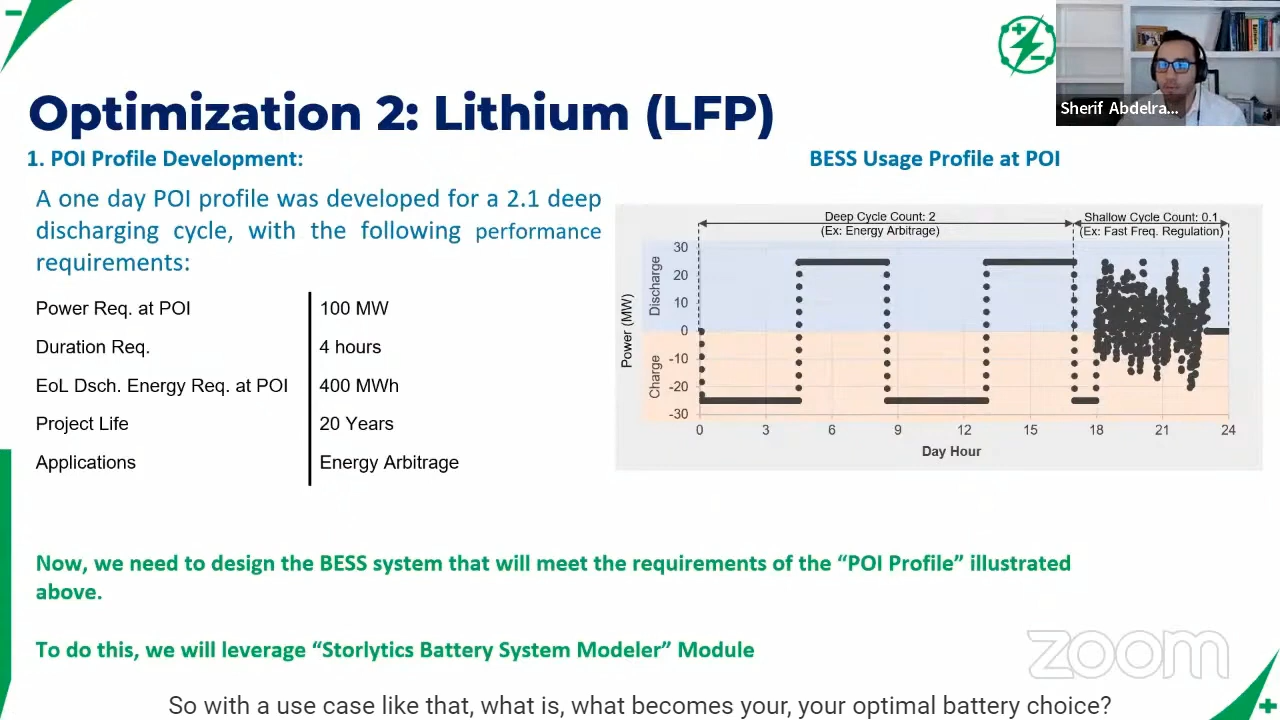 Sherif Abdelra...
Optimization 2: Lithium (LFP)
1. POI Profile Development:
A one day POI profile was developed for a 2.1 deep
discharging cycle, with the following performance
requirements:
Power Req. at POI 100 MW
Duration Req. 4 hours
EoL Dsch. Energy Req. at POI 400 MWh
Project Life 20 Years
Applications Energy Arbitrage
BESS Usage Profile at POI
Deep Cycle Count: 2
(Ex: Energy Arbitrage)
Shallow Cycle Count: 0.1
(Ex: Fast Freq. Regulation)
Power (MW)
Discharge
Charge
30
20
10
0
-10
-20
-30
0 3 6 9 12 15 18 21 24
Day Hour
Now, we need to design the BESS system that will meet the requirements of the “POI Profile” illustrated
above.
To do this, we will leverage “Storlytics Battery System Modeler” Module
zoom
So with a use case like that, what is, what becomes your, your optimal battery choice?